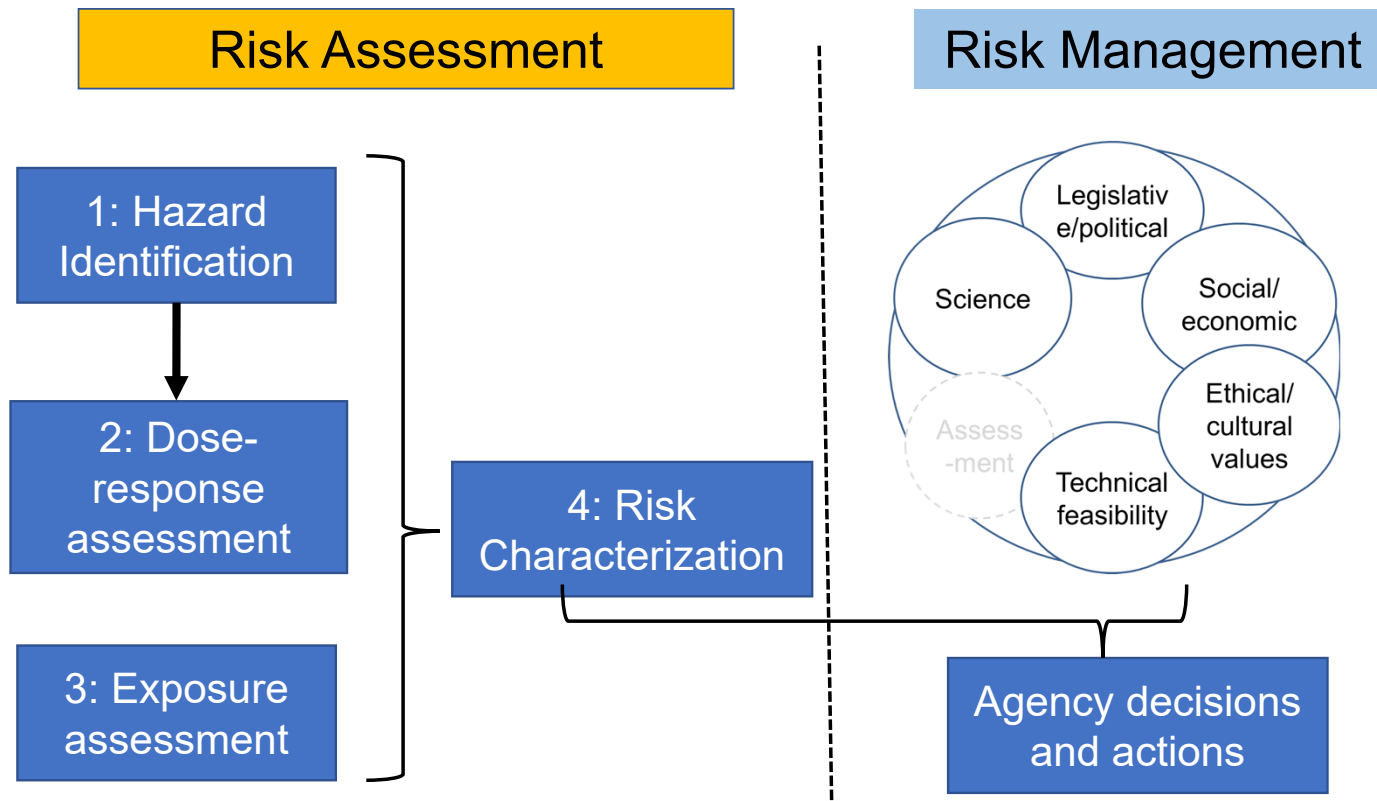 Risk Assessment
Risk Management
1: Hazard
Identification
2: Dose-
response
assessment
3: Exposure
assessment
4: Risk
Characterization
Legislativ
e/political
Science
Social/
economic
Ethical/
cultural
values
Assess
-ment
Technical
feasibility
Agency decisions
and actions